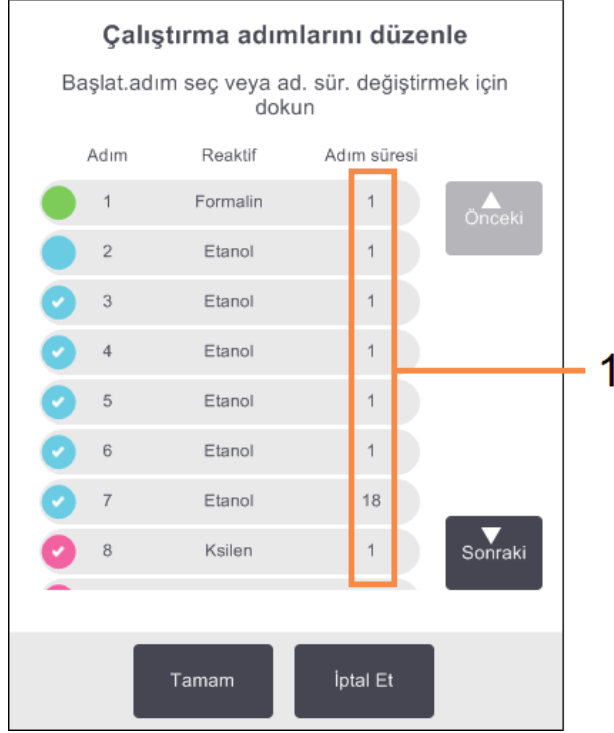 Çalıştırma adımlarını düzenle
Başlat.adım seç veya ad. sür. değiştirmek için
dokun
Adım Reaktif Adım süresi
1 Formalin 1
Önceki
2 Etanol 1
3 Etanol 1
4 Etanol 1
1
5 Etanol 1
6 Etanol 1
7 Etanol 18
8 Ksilen 1
Sonraki
Tamam İptal Et